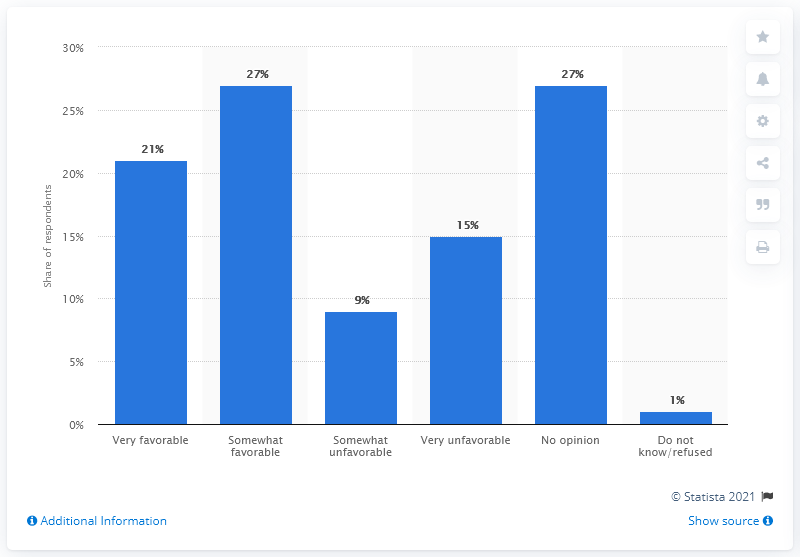 30%
25%
20%
15%
10%
5%
0%
Share of respondents
21%
27%
9%
15%
27%
1%
Very favorable
Somewhat
favorable
Somewhat
unfavorable
Very unfavorable
No opinion
Do not
know/refused
© Statista 2021
Additional Information
Show source